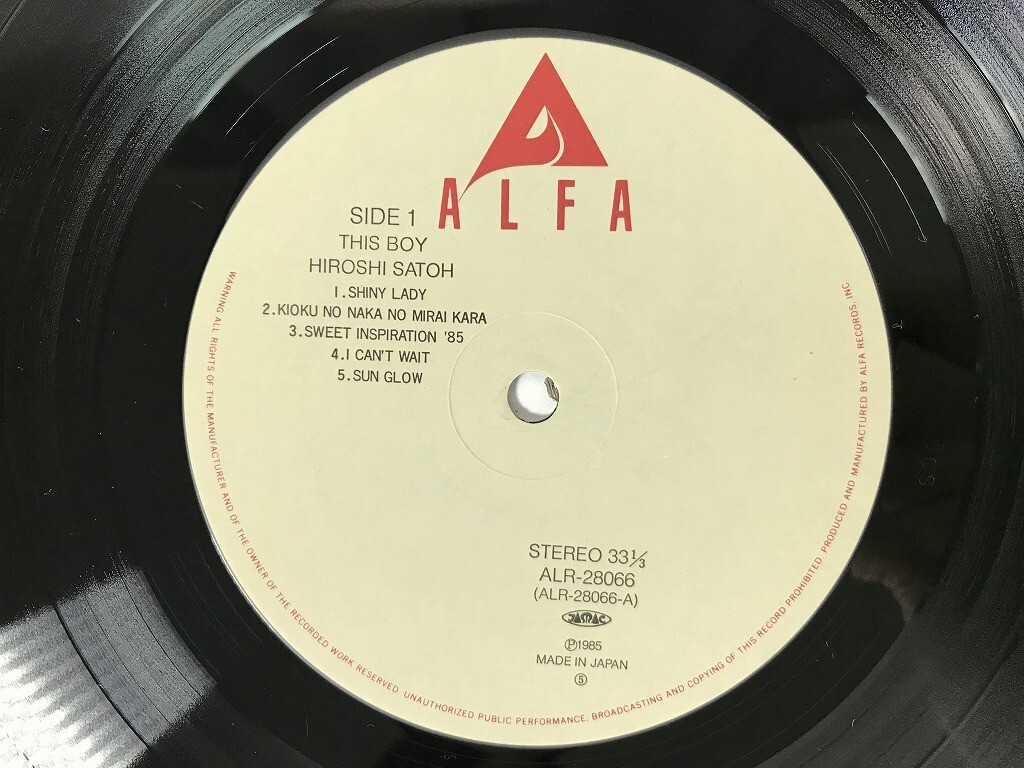 ALFA
SIDE 1
THIS BOY
HIROSHI SATOH
1.SHINY LADY
2.KIOKU NO NAKA NO MIRAI KARA
3.SWEET INSPIRATION '85
4.I CAN'T WAIT
5.SUN GLOW
STEREO 33⅓
ALR-28066
(ALR-28066-A)
JASRAC
Ⓟ1985
MADE IN JAPAN
⑤
WARNING ALL RIGHTS OF THE MANUFACTURER AND OF THE OWNER OF THE RECORDED WORK RESERVED. UNAUTHORIZED PUBLIC PERFORMANCE, BROADCASTING AND COPYING OF THIS RECORD PROHIBITED PRODUCED AND MANUFACTURED BY ALFA RECORDS, INC.